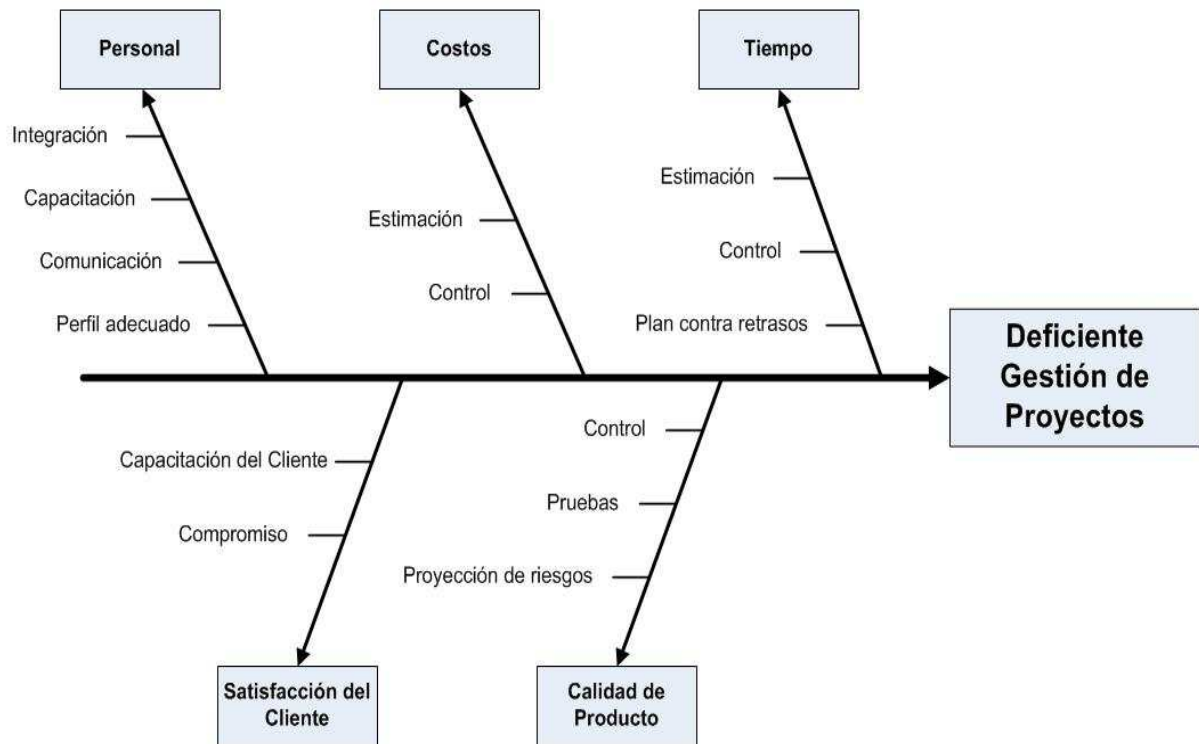 Personal
Costos
Tiempo
Integración
Capacitación
Comunicación
Perfil adecuado
Estimación
Control
Estimación
Control
Plan contra retrasos
Deficiente
Gestión de
Proyectos
Capacitación del Cliente
Compromiso
Control
Pruebas
Proyección de riesgos
Satisfacción del
Cliente
Calidad de
Producto